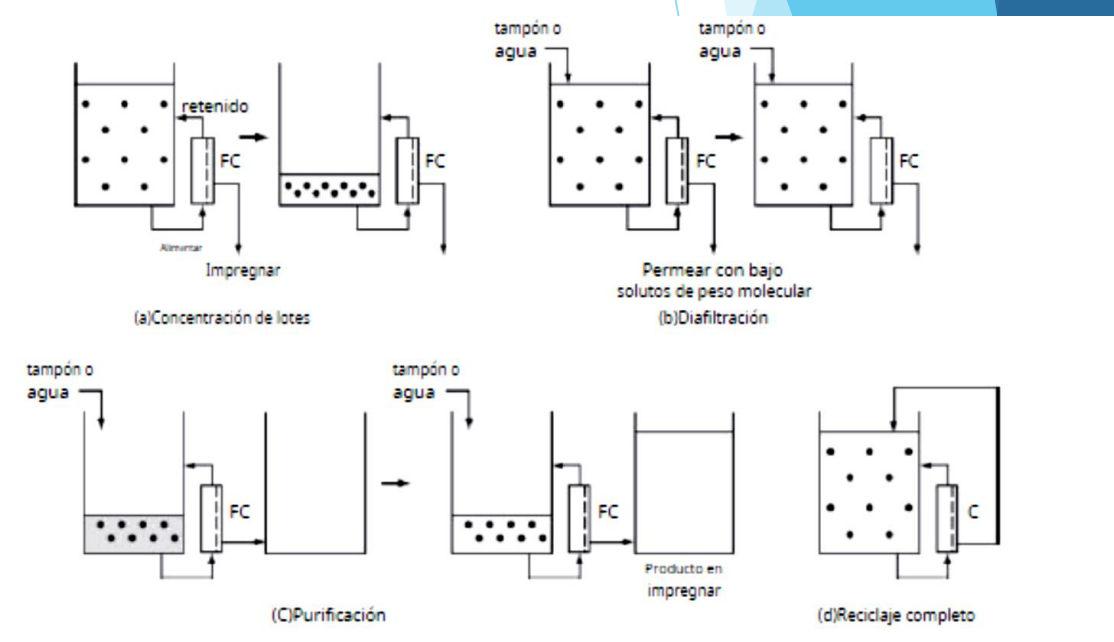 tampón o
agua
tampón o
agua
retenido
FC
FC
FC
FC
Alimentar
Impregnar
Permear con bajo
solutos de peso molecular
(a)Concentración de lotes
(b)Diafiltración
tampón o
agua
tampón o
agua
FC
FC
C
Producto en
impregnar
(C)Purificación
(d)Reciclaje completo